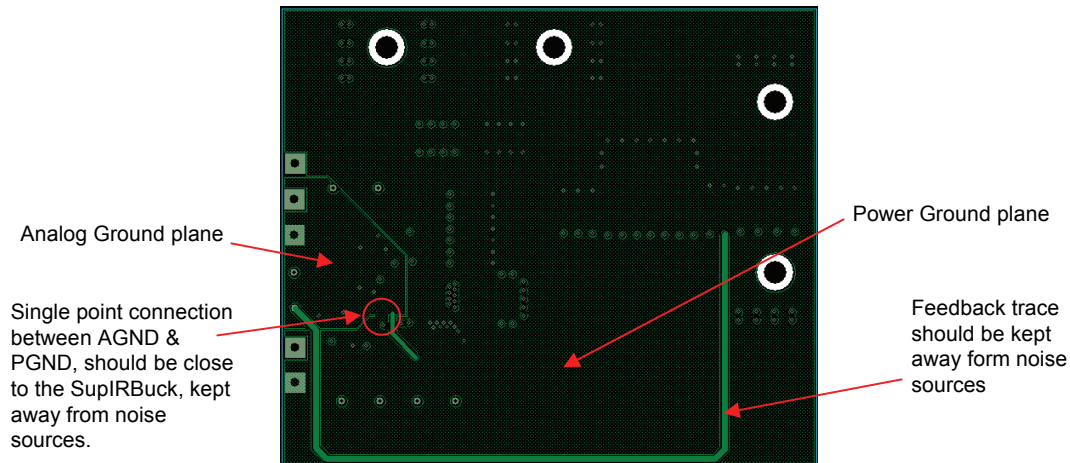 Analog Ground plane
Single point connection
between AGND &
PGND, should be close
to the SupIRBuck, kept
away from noise
sources.
Power Ground plane
Feedback trace
should be kept
away form noise
sources